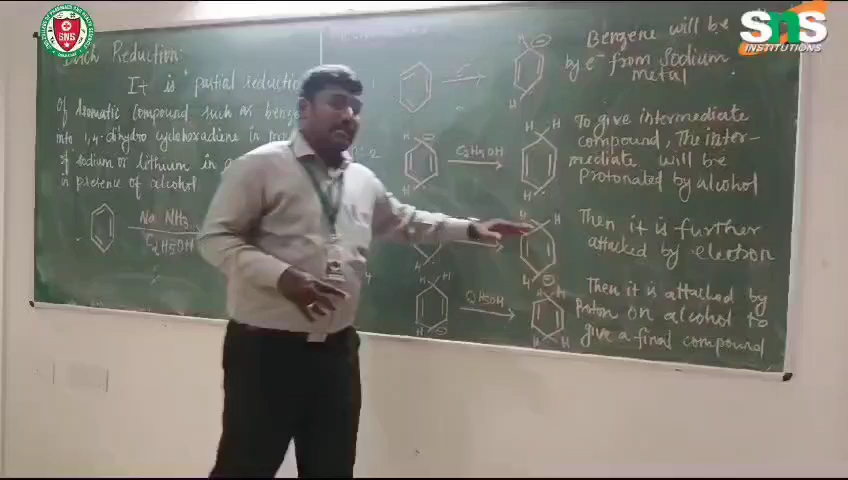 SNS
SNS
INSTITUTIONS
Birch Reduction:
It is "partial reduction
of Aromatic compound such as benze
into 1,4-dihydro cyclohexadiene in
of sodium or lithium in
in presence of alcohol
Na NH3
C2H5OH
e-
Benzene will be
by e- from Sodium
metal
H
H
H
C2H5OH
H
H
H
To give intermediate
compound, The inter-
mediate will be
protonated by alcohol
H
H
Then it is further
attacked by electron
H
H
H
H
H
H
Then it is attacked by
proton on alcohol to
give a final compound